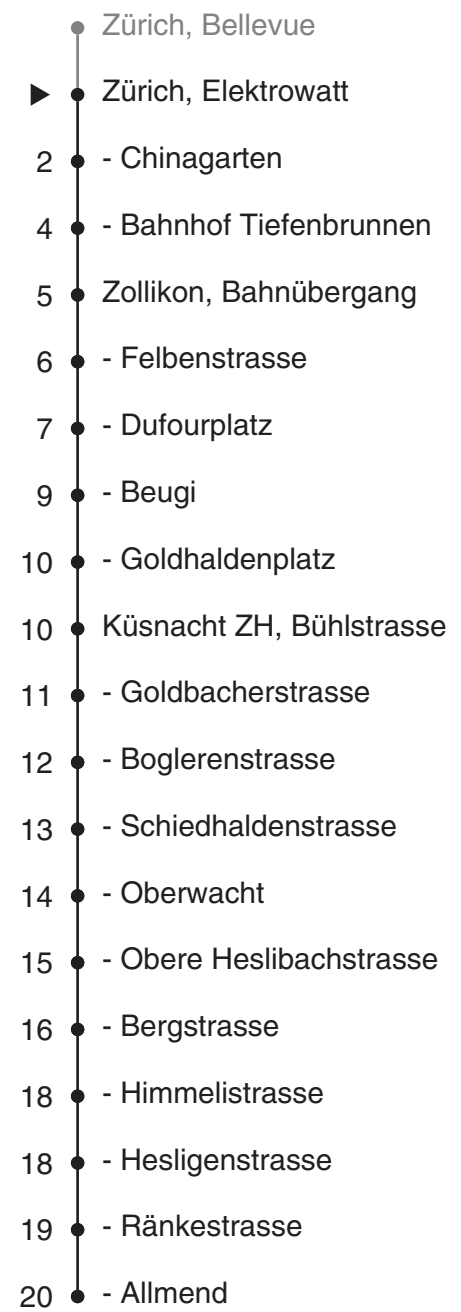 Zürich, Bellevue
Zürich, Elektrowatt
2 - Chinagarten
4 - Bahnhof Tiefenbrunnen
5 Zollikon, Bahnübergang
6 - Felbenstrasse
7 - Dufourplatz
9 - Beugi
10 - Goldhaldenplatz
10 Küsnacht ZH, Bühlstrasse
11 - Goldbacherstrasse
12 - Boglerenstrasse
13 - Schiedhaldenstrasse
14 - Oberwacht
15 - Obere Heslibachstrasse
16 - Bergstrasse
18 - Himmelistrasse
18 - Hesligenstrasse
19 - Ränkestrasse
20 - Allmend